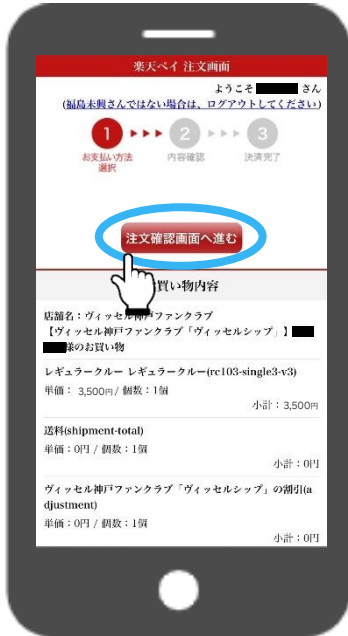 楽天ペイ 注文画面
ようこそ さん
(福島未興さんではない場合は、ログアウトしてください)
1 2 3
お支払い方法 内容確認 決済完了
選択
注文確認画面へ進む
買い物内容
店舗名：ヴィッセル神戸ファンクラブ
【ヴィッセル神戸ファンクラブ「ヴィッセルシップ」】
様のお買い物
レギュラークルー レギュラークルー(rc103-single3-v3)
単価： 3,500円 / 個数：1個
小計：3,500円
送料(shipment-total)
単価：0円 / 個数：1個
小計：0円
ヴィッセル神戸ファンクラブ「ヴィッセルシップ」の割引(a
djustment)
単価：0円 / 個数：1個
小計：0円